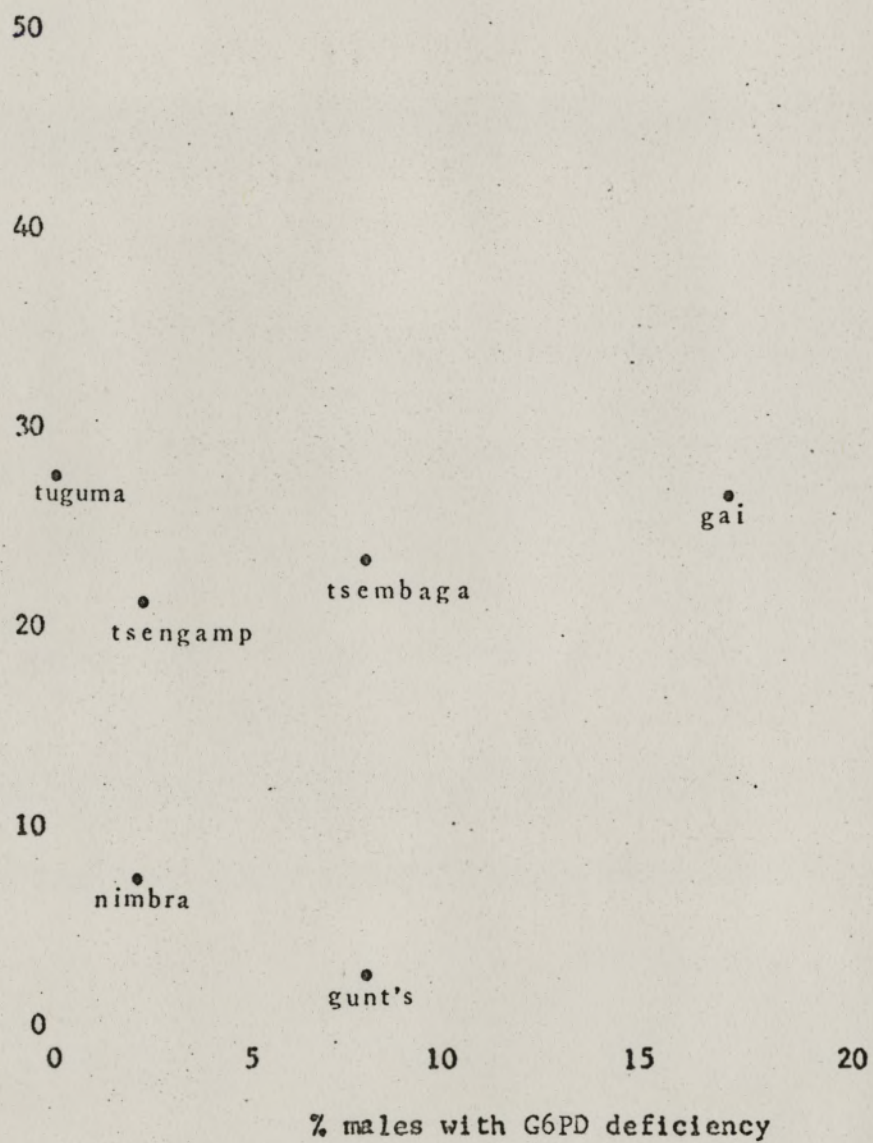 50
40
30
tuguma
gai
tsembaga
20
tsengamp
10
nimbra
gunt's
0
0 5 10 15 20
% males with G6PD deficiency